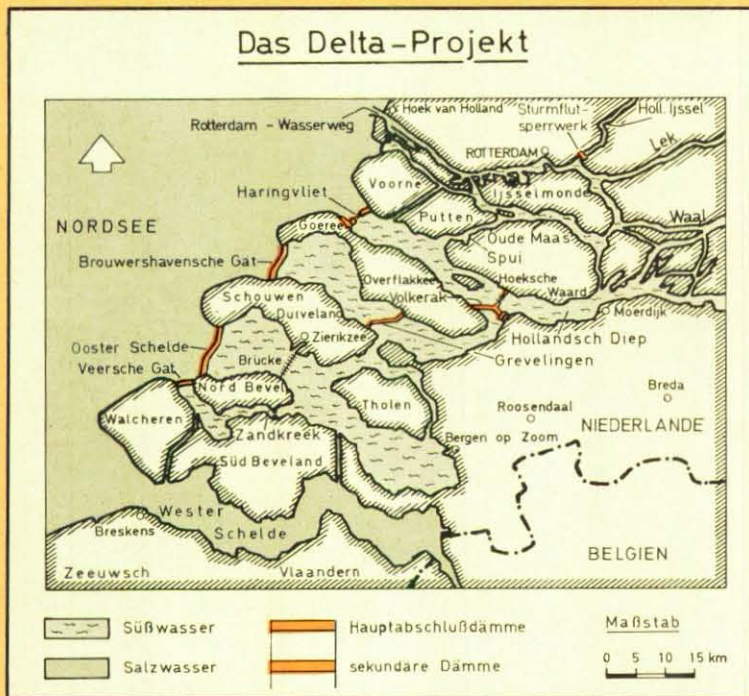 Das Delta-Projekt
Hoek van Holland
Sturmflut-
sperrwerk
Holl. Ijssel
Rotterdam - Wasserweg
ROTTERDAM
Lek
Voorne
Haringvliet
Ijsselmonde
Putten
Waal
NORDSEE
Goeree
Oude Maas
Spui
Brouwershavensche Gat
Overflakkee
Hoeksche
Volkerak
Waard
Schouwen
Moerdijk
Duiveland
Hollandsch Diep
Ooster Schelde
Zierikzee
Brücke
Grevelingen
Veersche Gat
Nord Bevel
Breda
Tholen
Walcheren
Roosendaal
NIEDERLANDE
Zandkreek
Bergen op Zoom
Süd Beveland
Wester
Schelde
Breskens
BELGIEN
Zeeuwsch
Vlaandern
Süßwasser
Hauptabschlußdämme
Maßstab
Salzwasser
sekundäre Dämme
0 5 10 15 km